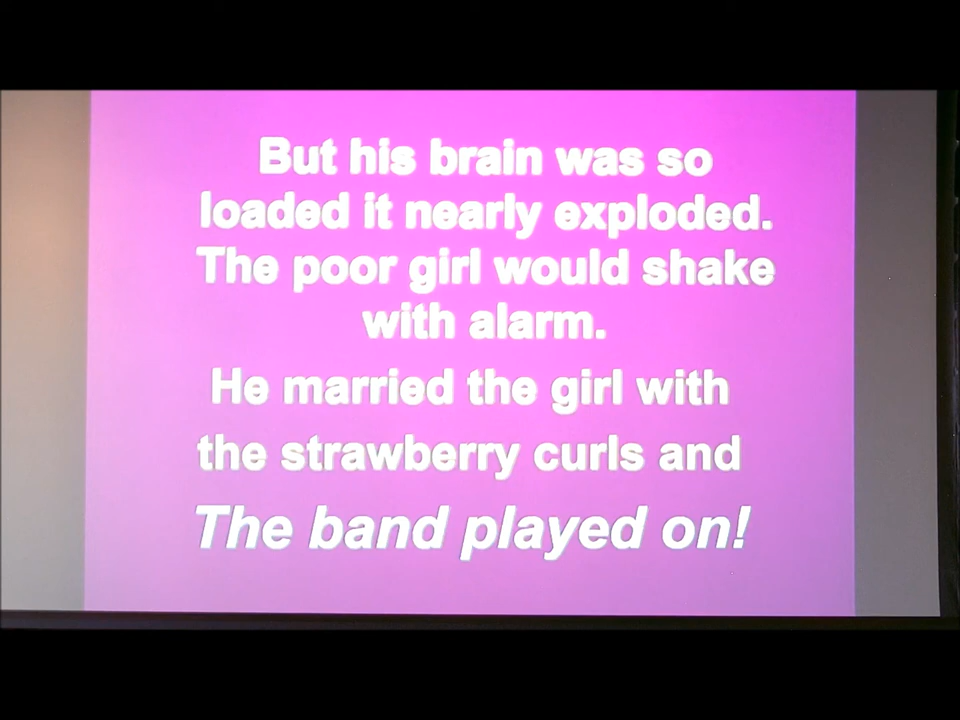 But his brain was so
loaded it nearly exploded.
The poor girl would shake
with alarm.
He married the girl with
the strawberry curls and
The band played on!